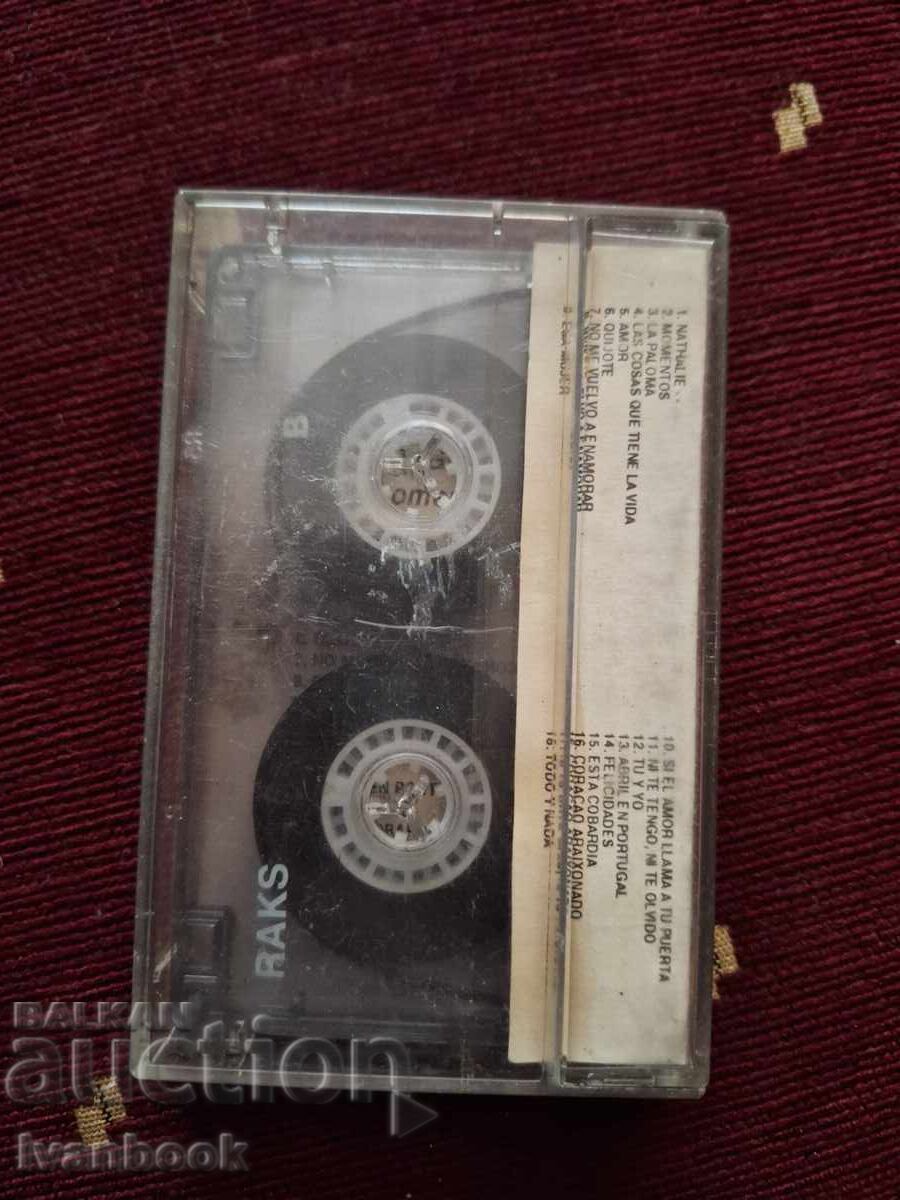 1. NATHALIE
2. MOMENTOS
3. LA PALOMA
4. LAS COSAS QUE TIENE LA VIDA
5. AMOR
6. QUIJOTE
7. NO ME VUELVO A ENAMORAR
MUJER
10. SI EL AMOR LLAMA A TU PUERTA
11. NI TE TENGO, NI TE OLVIDO
12. TU Y YO
13. ABRIL EN PORTUGAL
14. FELICIDADES
15. ESTA COBARDIA
16. CORAÇAO APAIXONADO
18. TODO Y NADA
B
RAKS
BALKAN
auction
Ivanbook